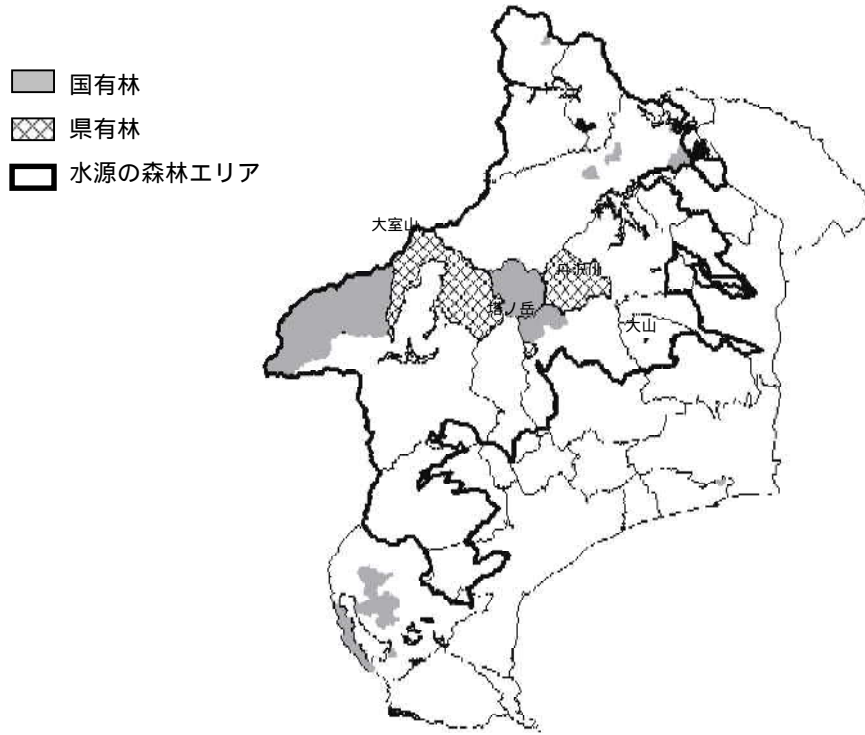 国有林
県有林
水源の森林エリア
大室山
丹沢山
塔ノ岳
大山